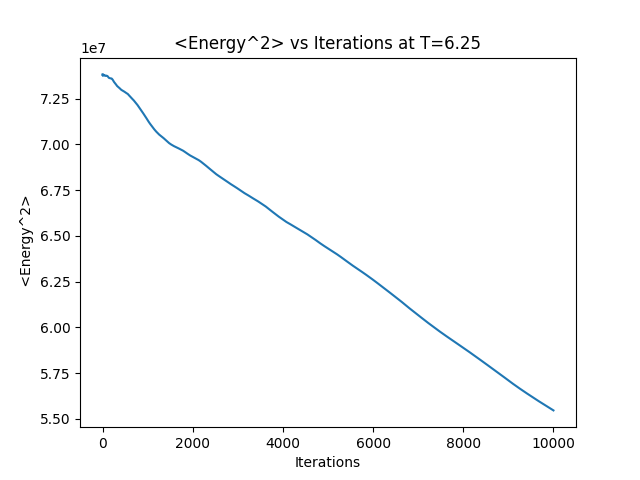 <Energy^2> vs Iterations at T=6.25
1e7
7.25
7.00
6.75
6.50
6.25
6.00
5.75
5.50
<Energy^2>
0 2000 4000 6000 8000 10000
Iterations